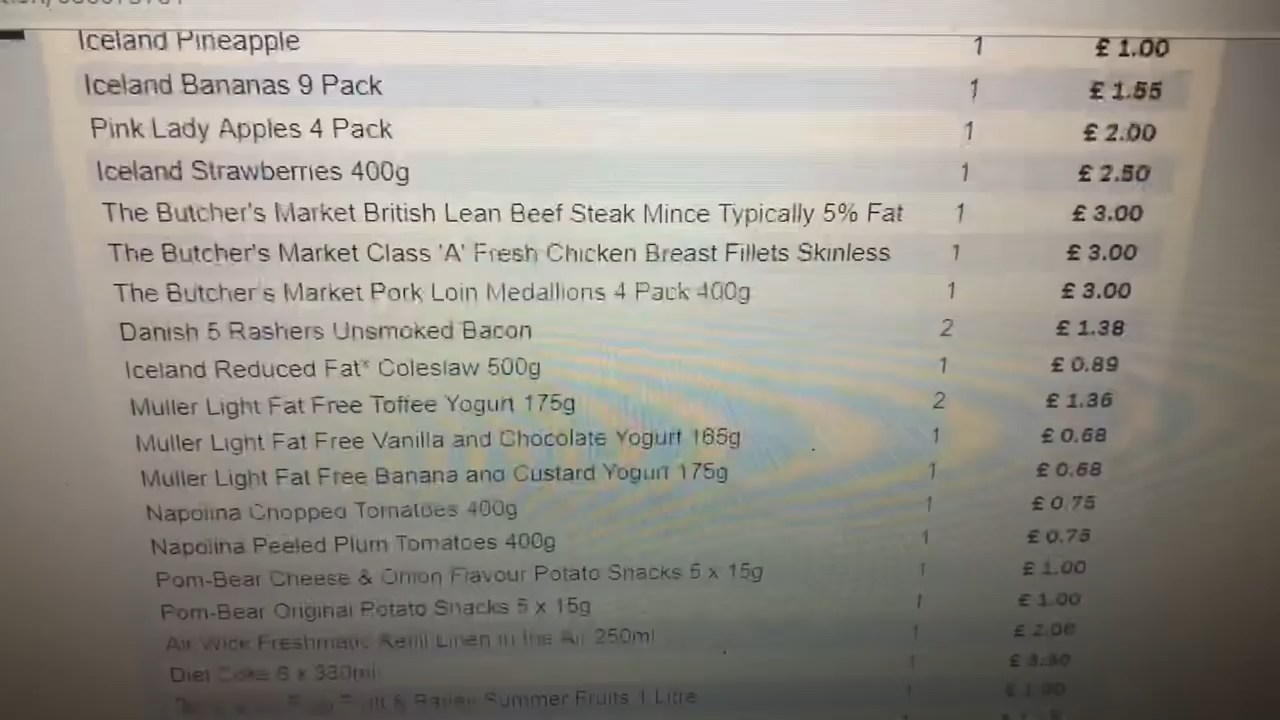 Iceland Pineapple 1 £ 1.00
Iceland Bananas 9 Pack 1 £ 1.55
Pink Lady Apples 4 Pack 1 £ 2.00
Iceland Strawberries 400g 1 £ 2.50
The Butcher's Market British Lean Beef Steak Mince Typically 5% Fat 1 £ 3.00
The Butcher's Market Class 'A' Fresh Chicken Breast Fillets Skinless 1 £ 3.00
The Butcher's Market Pork Loin Medallions 4 Pack 400g 1 £ 3.00
Danish 5 Rashers Unsmoked Bacon 2 £ 1.38
Iceland Reduced Fat* Coleslaw 500g 1 £ 0.89
Muller Light Fat Free Toffee Yogurt 175g 2 £ 1.36
Muller Light Fat Free Vanilla and Chocolate Yogurt 165g 1 £ 0.68
Muller Light Fat Free Banana and Custard Yogurt 175g 1 £ 0.68
Napolina Chopped Tomatoes 400g 1 £ 0.75
Napolina Peeled Plum Tomatoes 400g 1 £ 0.75
Pom-Bear Cheese & Onion Flavour Potato Snacks 5 x 15g 1 £ 1.00
Pom-Bear Original Potato Snacks 5 x 15g 1 £ 1.00
Air Wick Freshmatic Refill Linen in the Air 250ml 1 £
Diet Coke 330ml 1 £
Summer Fruits 1 Litre 1 £ 1.00